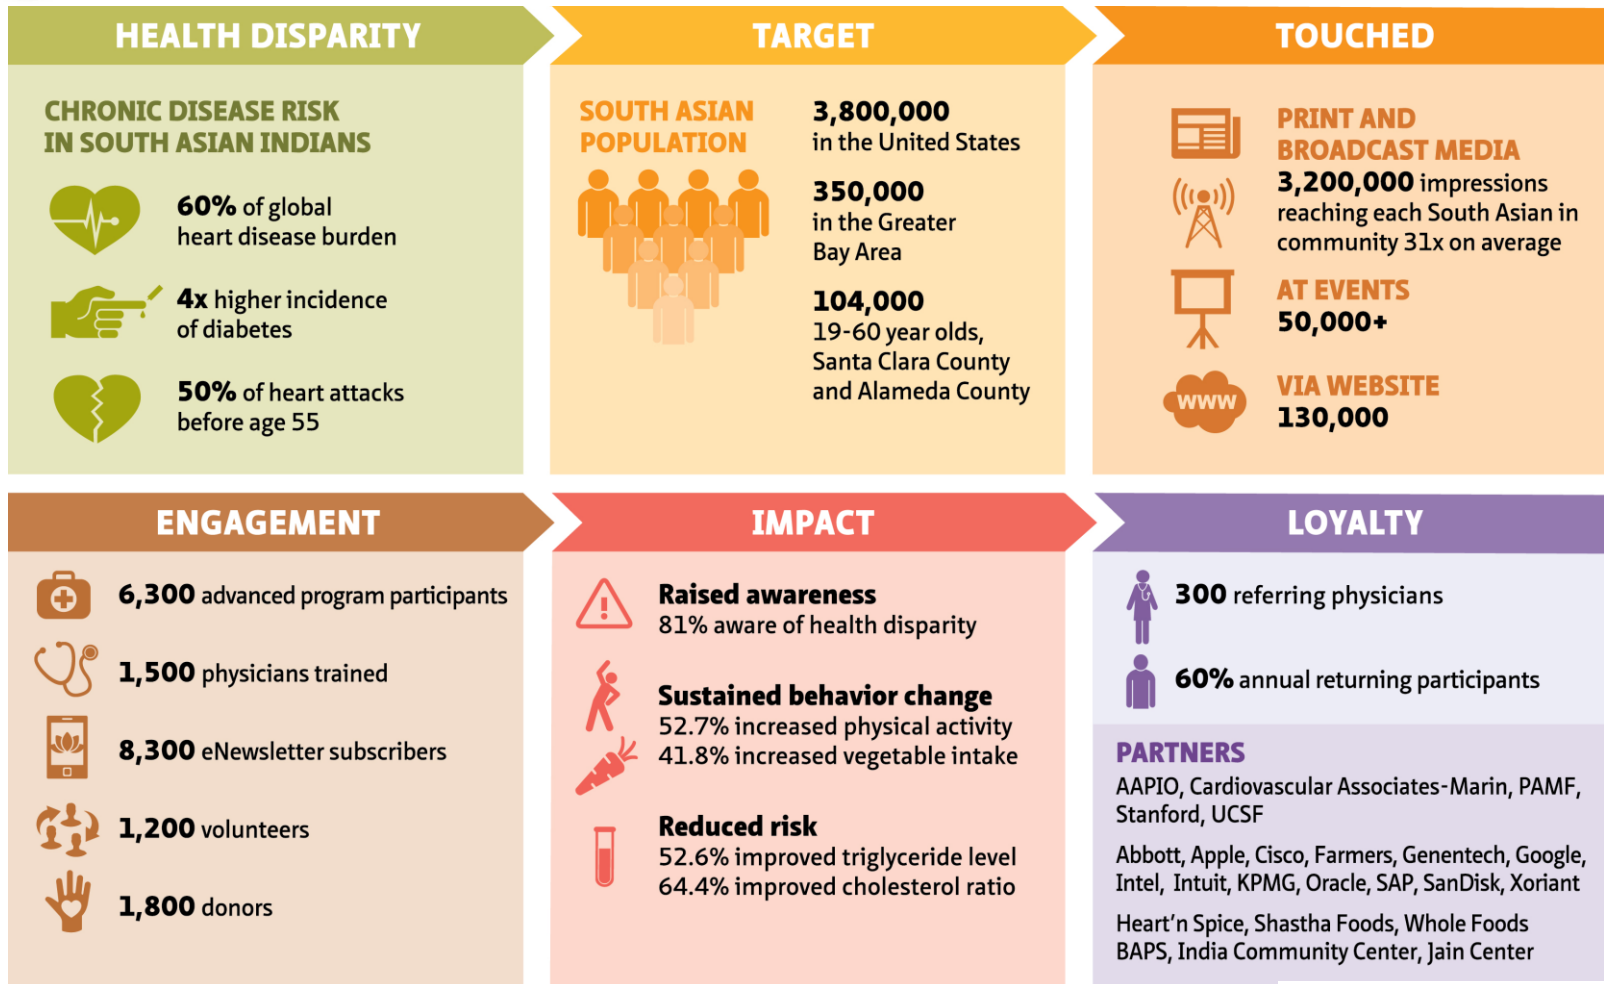 HEALTH DISPARITY
CHRONIC DISEASE RISK
IN SOUTH ASIAN INDIANS
60% of global
heart disease burden
4x higher incidence
of diabetes
50% of heart attacks
before age 55
TARGET
SOUTH ASIAN
POPULATION
3,800,000
in the United States
350,000
in the Greater
Bay Area
104,000
19-60 year olds,
Santa Clara County
and Alameda County
TOUCHED
PRINT AND
BROADCAST MEDIA
3,200,000 impressions
reaching each South Asian in
community 31x on average
AT EVENTS
50,000+
www
VIA WEBSITE
130,000
ENGAGEMENT
6,300 advanced program participants
1,500 physicians trained
8,300 eNewsletter subscribers
1,200 volunteers
1,800 donors
IMPACT
Raised awareness
81% aware of health disparity
Sustained behavior change
52.7% increased physical activity
41.8% increased vegetable intake
Reduced risk
52.6% improved triglyceride level
64.4% improved cholesterol ratio
LOYALTY
300 referring physicians
60% annual returning participants
PARTNERS
AAPIO, Cardiovascular Associates-Marin, PAMF,
Stanford, UCSF
Abbott, Apple, Cisco, Farmers, Genentech, Google,
Intel, Intuit, KPMG, Oracle, SAP, SanDisk, Xoriant
Heart'n Spice, Shastha Foods, Whole Foods
BAPS, India Community Center, Jain Center